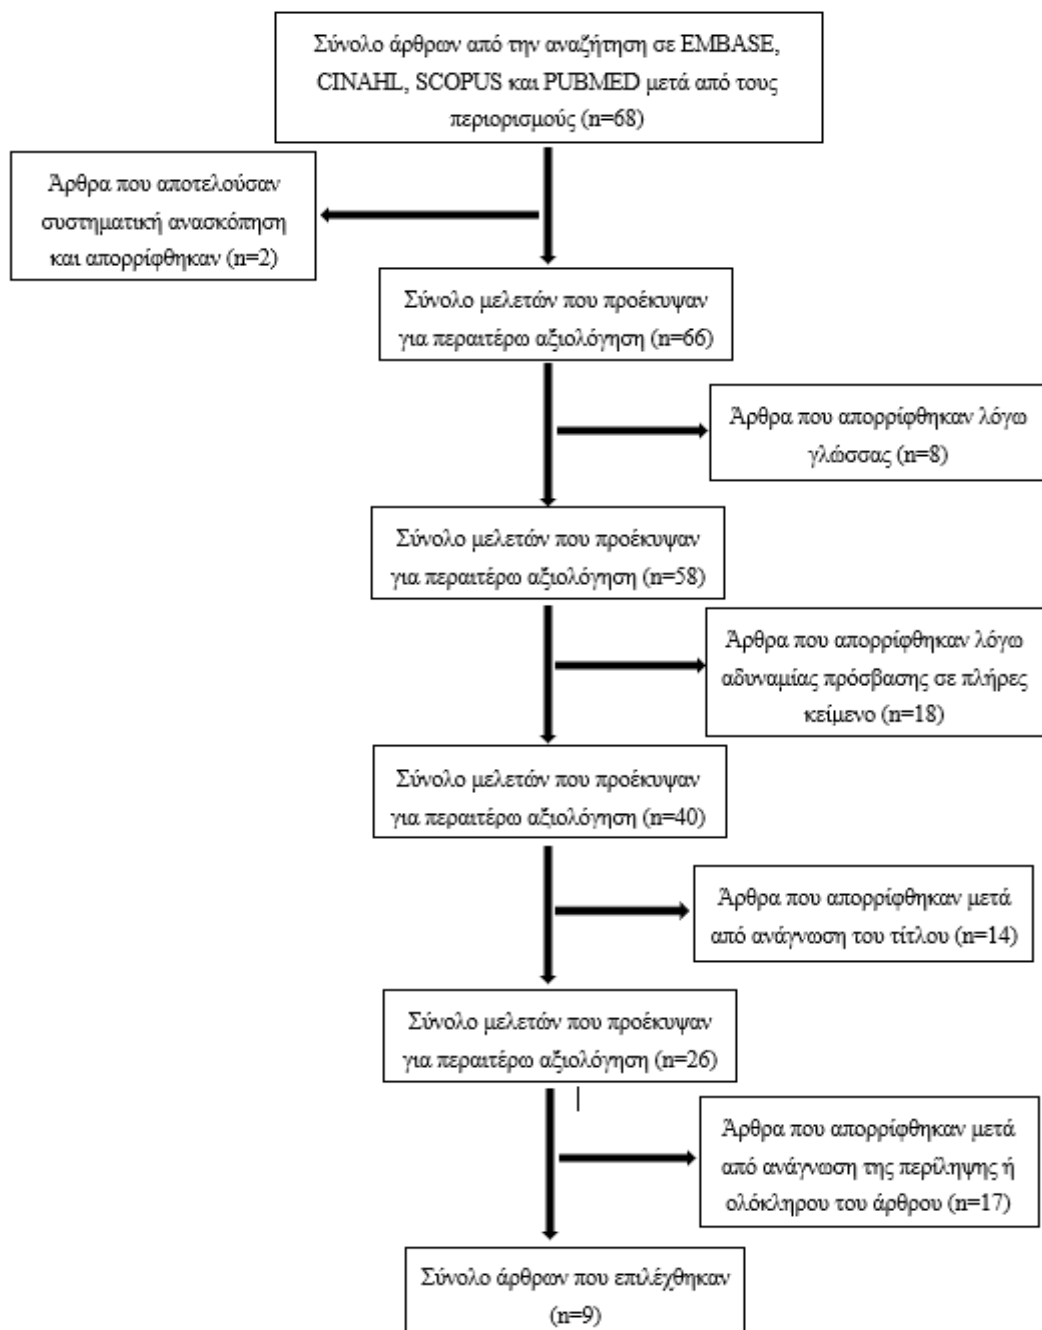 Σύνολο άρθρων από την αναζήτηση σε EMBASE,
CINAHL, SCOPUS και PUBMED μετά από τους
περιορισμούς (n=68)
Άρθρα που αποτελούσαν
συστηματική ανασκόπηση
και απορρίφθηκαν (n=2)
Σύνολο μελετών που προέκυψαν
για περαιτέρω αξιολόγηση (n=66)
Άρθρα που απορρίφθηκαν λόγω
γλώσσας (n=8)
Σύνολο μελετών που προέκυψαν
για περαιτέρω αξιολόγηση (n=58)
Άρθρα που απορρίφθηκαν λόγω
αδυναμίας πρόσβασης σε πλήρες
κείμενο (n=18)
Σύνολο μελετών που προέκυψαν
για περαιτέρω αξιολόγηση (n=40)
Άρθρα που απορρίφθηκαν μετά
από ανάγνωση του τίτλου (n=14)
Σύνολο μελετών που προέκυψαν
για περαιτέρω αξιολόγηση (n=26)
Άρθρα που απορρίφθηκαν μετά
από ανάγνωση της περίληψης ή
ολόκληρου του άρθρου (n=17)
Σύνολο άρθρων που επιλέχθηκαν
(n=9)